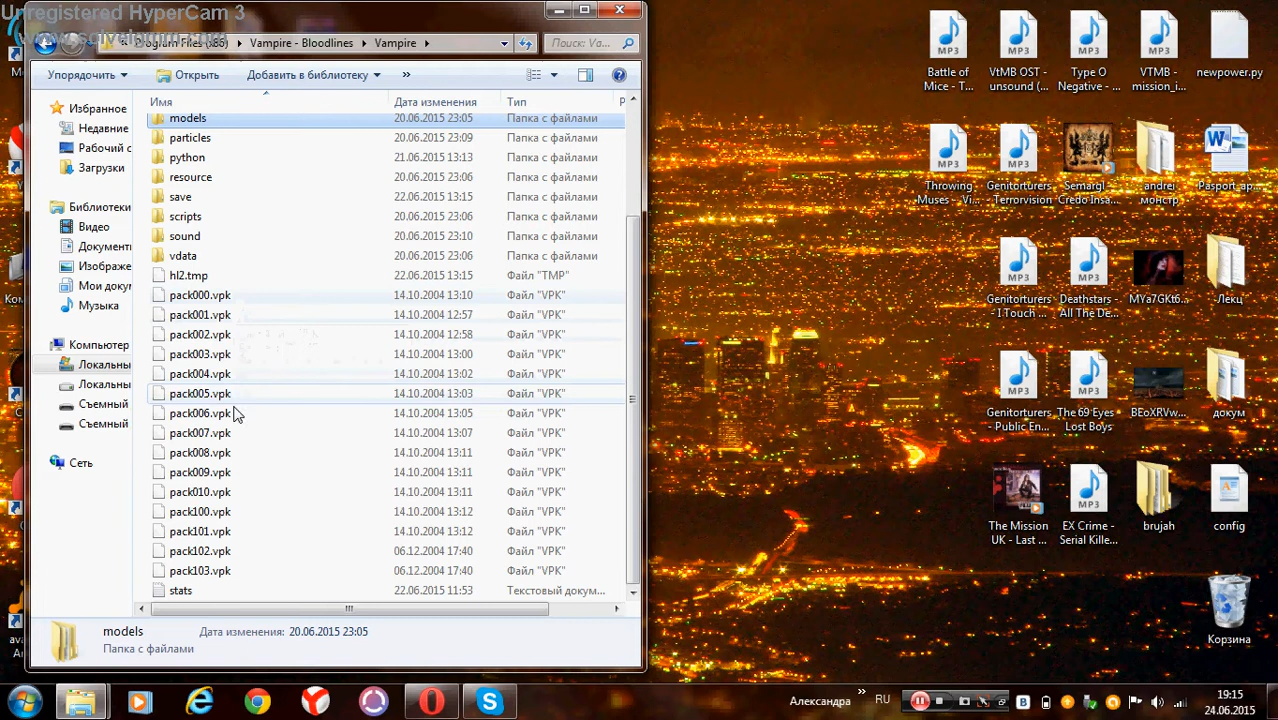 Unregistered HyperCam 3
Program Files (x86) Vampire - Bloodlines Vampire
Поиск: Va...
Упорядочить Открыть Добавить в библиотеку »
Имя Дата изменения Тип Р
models 20.06.2015 23:05 Папка с файлами
particles 20.06.2015 23:09 Папка с файлами
python 21.06.2015 13:13 Папка с файлами
resource 20.06.2015 23:06 Папка с файлами
save 22.06.2015 13:15 Папка с файлами
scripts 20.06.2015 23:06 Папка с файлами
sound 20.06.2015 23:10 Папка с файлами
vdata 20.06.2015 23:06 Папка с файлами
hl2.tmp 22.06.2015 13:15 Файл "TMP"
pack000.vpk 14.10.2004 13:10 Файл "VPK"
pack001.vpk 14.10.2004 12:57 Файл "VPK"
pack002.vpk 14.10.2004 12:58 Файл "VPK"
pack003.vpk 14.10.2004 13:00 Файл "VPK"
pack004.vpk 14.10.2004 13:02 Файл "VPK"
pack005.vpk 14.10.2004 13:03 Файл "VPK"
pack006.vpk 14.10.2004 13:05 Файл "VPK"
pack007.vpk 14.10.2004 13:07 Файл "VPK"
pack008.vpk 14.10.2004 13:11 Файл "VPK"
pack009.vpk 14.10.2004 13:11 Файл "VPK"
pack010.vpk 14.10.2004 13:11 Файл "VPK"
pack100.vpk 14.10.2004 13:12 Файл "VPK"
pack101.vpk 14.10.2004 13:12 Файл "VPK"
pack102.vpk 06.12.2004 17:40 Файл "VPK"
pack103.vpk 06.12.2004 17:40 Файл "VPK"
stats 22.06.2015 11:53 Текстовый докум...
Избранное
Недавние
Рабочий с
Загрузки
Библиотеки
Видео
Документ
Изображе
Мои докум
Музыка
Компьютер
Локальны
Локальны
Съемный
Съемный
Сеть
models Дата изменения: 20.06.2015 23:05
Папка с файлами
MP3 MP3 MP3 MP3
Battle of VtMB OST - Type O VTMB - newpower.py
Mice - T... unsound (... Negative - ... mission_i...
MP3 MP3
Throwing Genitorturers Semargl - andrei Pasport_ap...
Muses - Vi... Terrorvision Credo Insa... монстр
MP3 MP3
Genitorturers Deathstars - MYa7GKt6... Лекц
- I Touch ... All The De...
MP3 MP3
Genitorturers The 69 Eyes - BEoXRVw... докум
- Public En... Lost Boys
MP3
The Mission EX Crime - brujah config
UK - Last ... Serial Kille...
Корзина
Александра » RU
19:15
24.06.2015